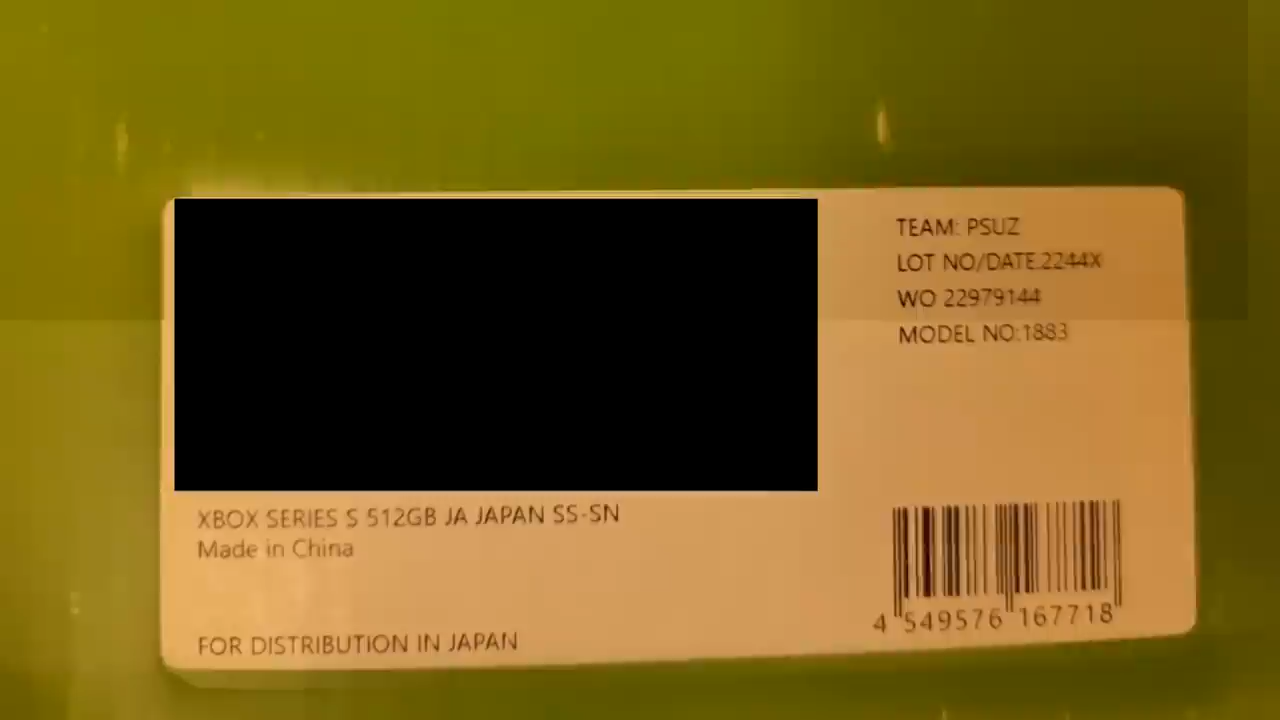 TEAM: PSUZ
LOT NO/DATE:2244X
WO 22979144
MODEL NO:1883
XBOX SERIES S 512GB JA JAPAN SS-SN
Made in China
FOR DISTRIBUTION IN JAPAN
4 549576 167718